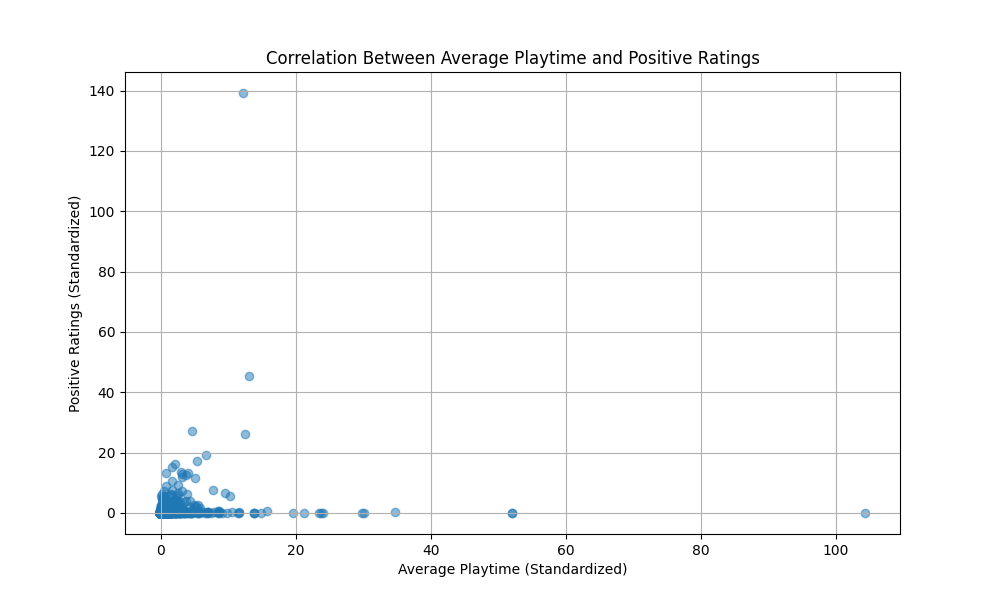 Correlation Between Average Playtime and Positive Ratings
Positive Ratings (Standardized)
140
120
100
80
60
40
20
0
0 20 40 60 80 100
Average Playtime (Standardized)